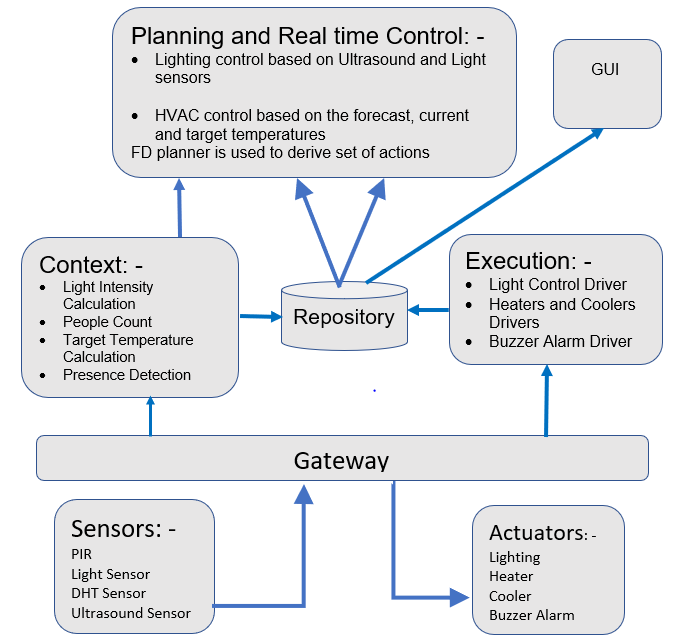 Planning and Real time Control: -
• Lighting control based on Ultrasound and Light
sensors
• HVAC control based on the forecast, current
and target temperatures
FD planner is used to derive set of actions
GUI
Context: -
• Light Intensity
Calculation
• People Count
• Target Temperature
Calculation
• Presence Detection
Repository
Execution: -
• Light Control Driver
• Heaters and Coolers
Drivers
• Buzzer Alarm Driver
Gateway
Sensors: -
PIR
Light Sensor
DHT Sensor
Ultrasound Sensor
Actuators: -
Lighting
Heater
Cooler
Buzzer Alarm